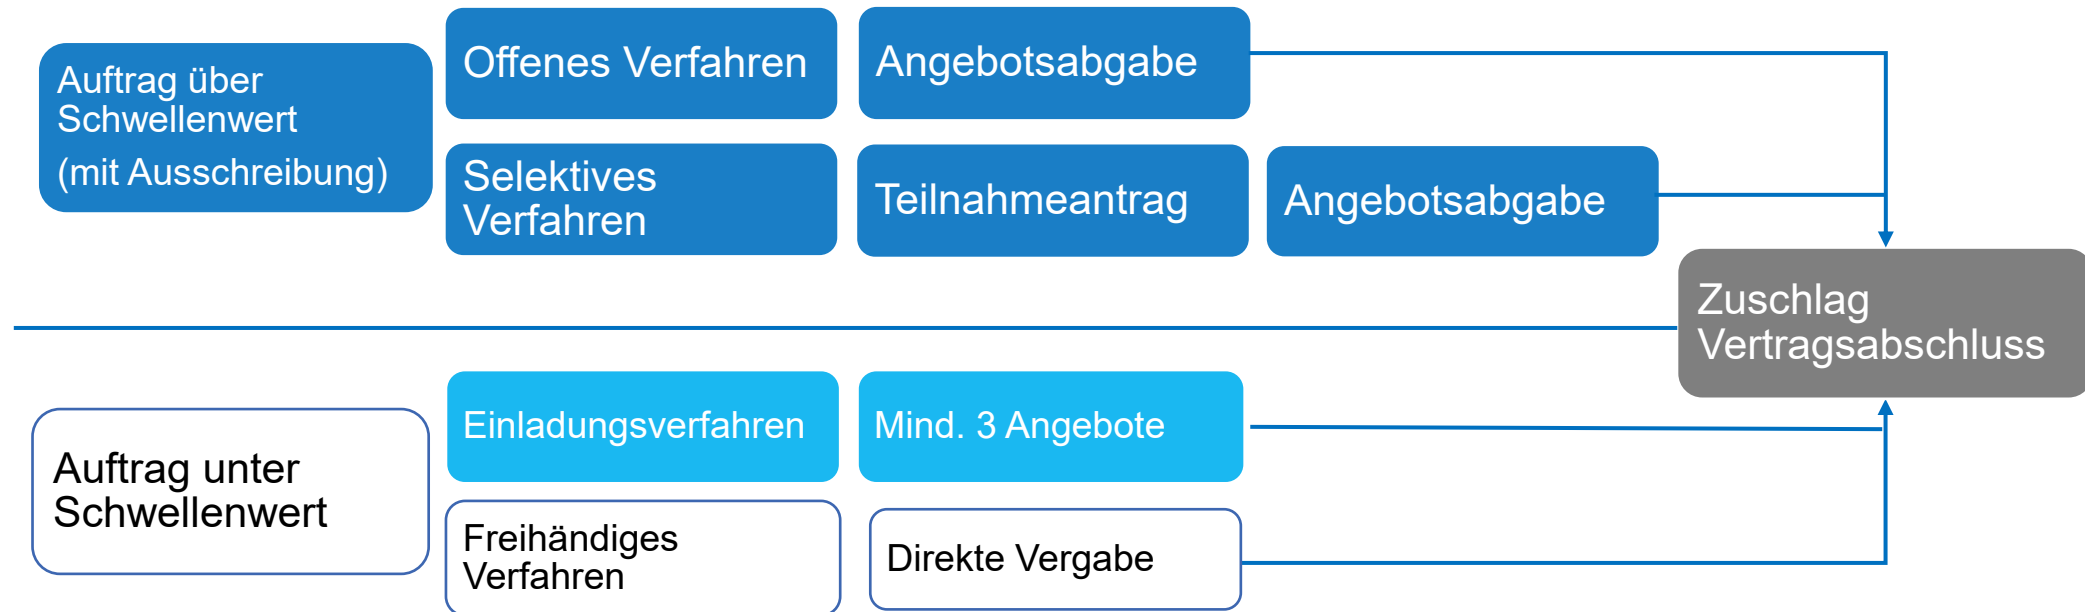 Auftrag über
Schwellenwert
(mit Ausschreibung)
Offenes Verfahren
Angebotsabgabe
Selektives
Verfahren
Teilnahmeantrag
Angebotsabgabe
Zuschlag
Vertragsabschluss
Auftrag unter
Schwellenwert
Einladungsverfahren
Mind. 3 Angebote
Freihändiges
Verfahren
Direkte Vergabe